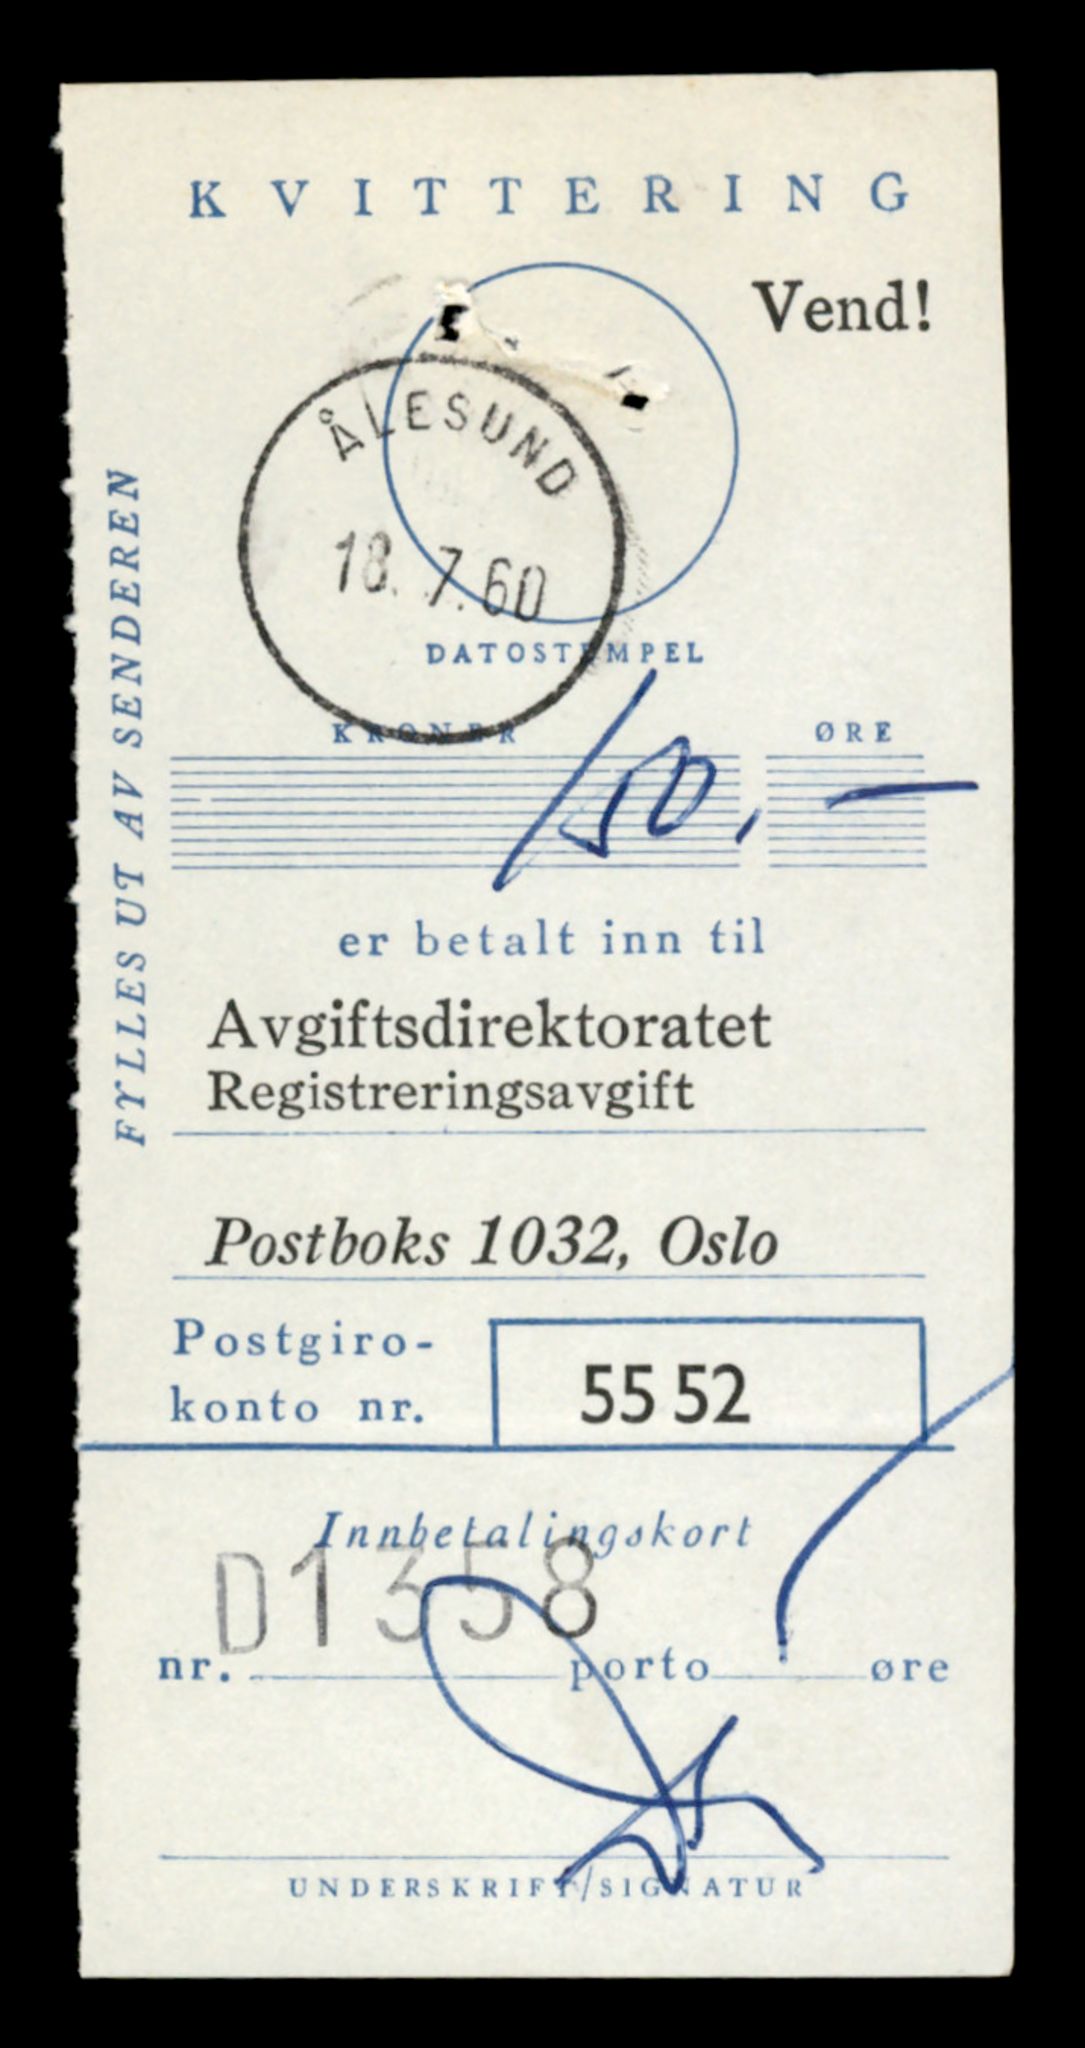 KVITTERING
Vend!
ÅLESUND
18. 7. 60
DATOSTEMPEL
FYLLES UT AV SENDEREN
KRONER ØRE
150,—
er betalt inn til
Avgiftsdirektoratet
Registreringsavgift
Postboks 1032, Oslo
Postgiro-
konto nr. 55 52
Innbetalingskort
D1358
nr. porto øre
UNDERSKRIFT/SIGNATUR